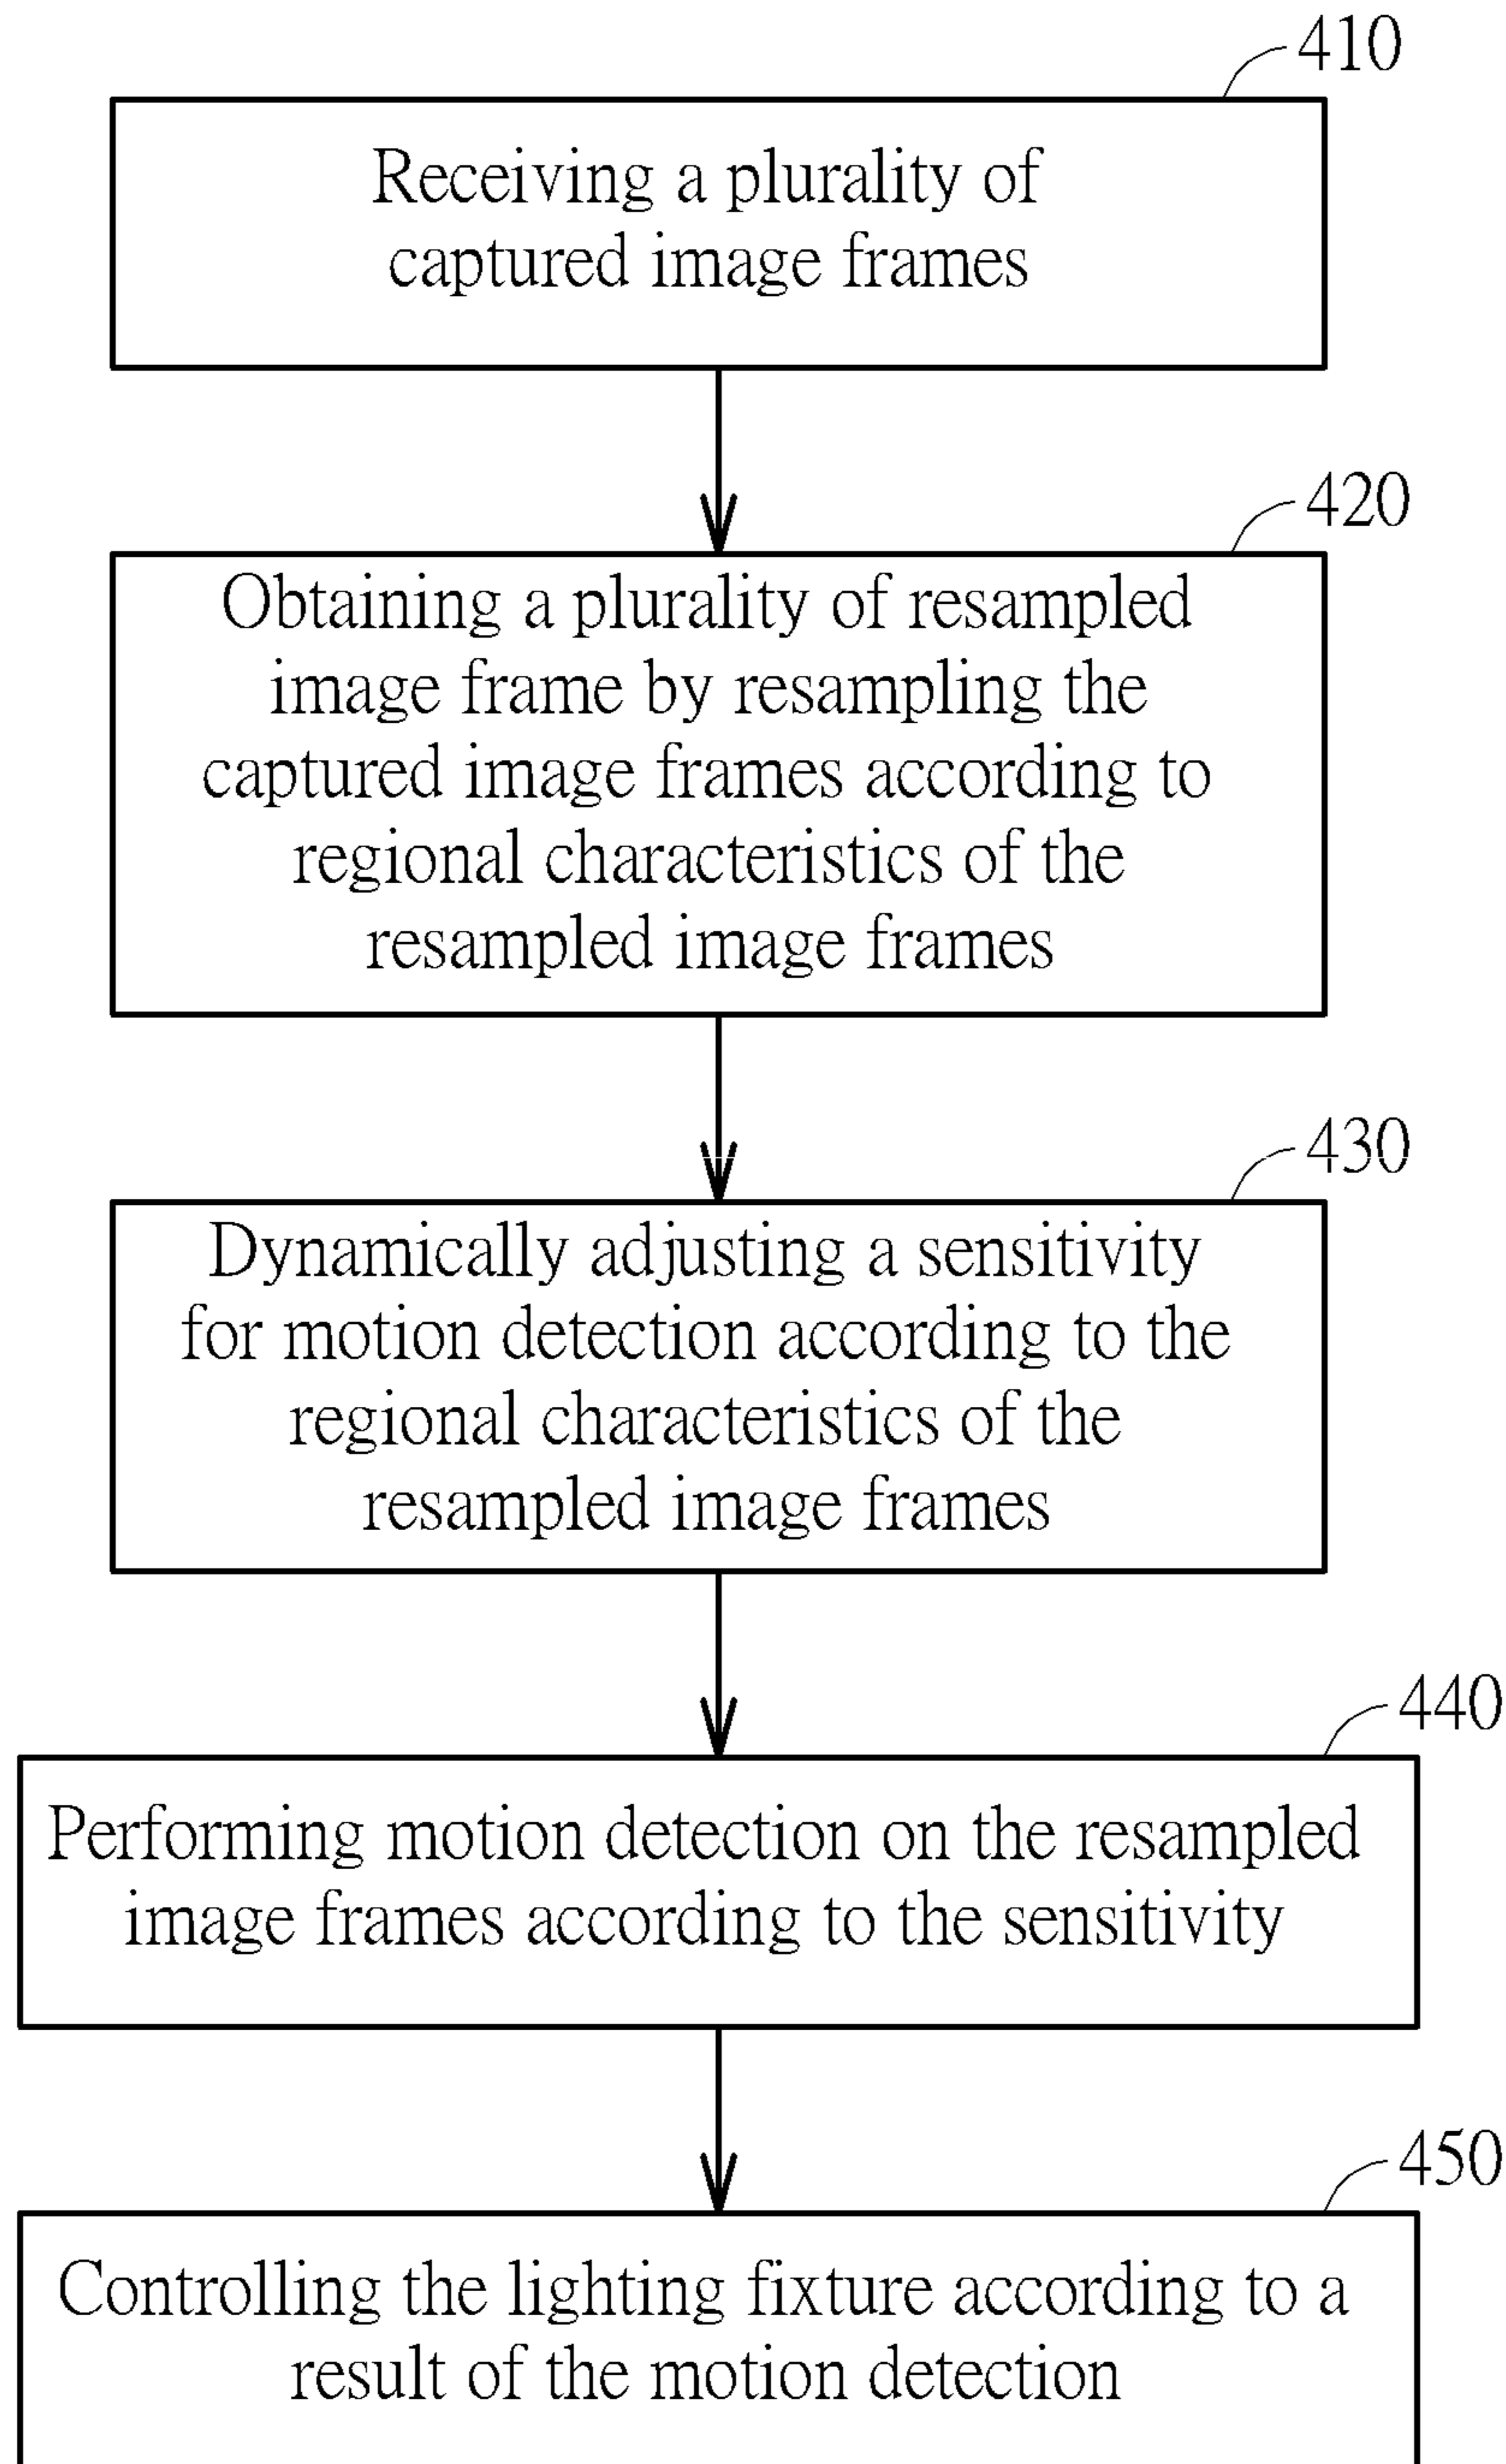 410
Receiving a plurality of
captured image frames
420
Obtaining a plurality of resampled
image frame by resampling the
captured image frames according to
regional characteristics of the
resampled image frames
430
Dynamically adjusting a sensitivity
for motion detection according to the
regional characteristics of the
resampled image frames
440
Performing motion detection on the resampled
image frames according to the sensitivity
450
Controlling the lighting fixture according to a
result of the motion detection